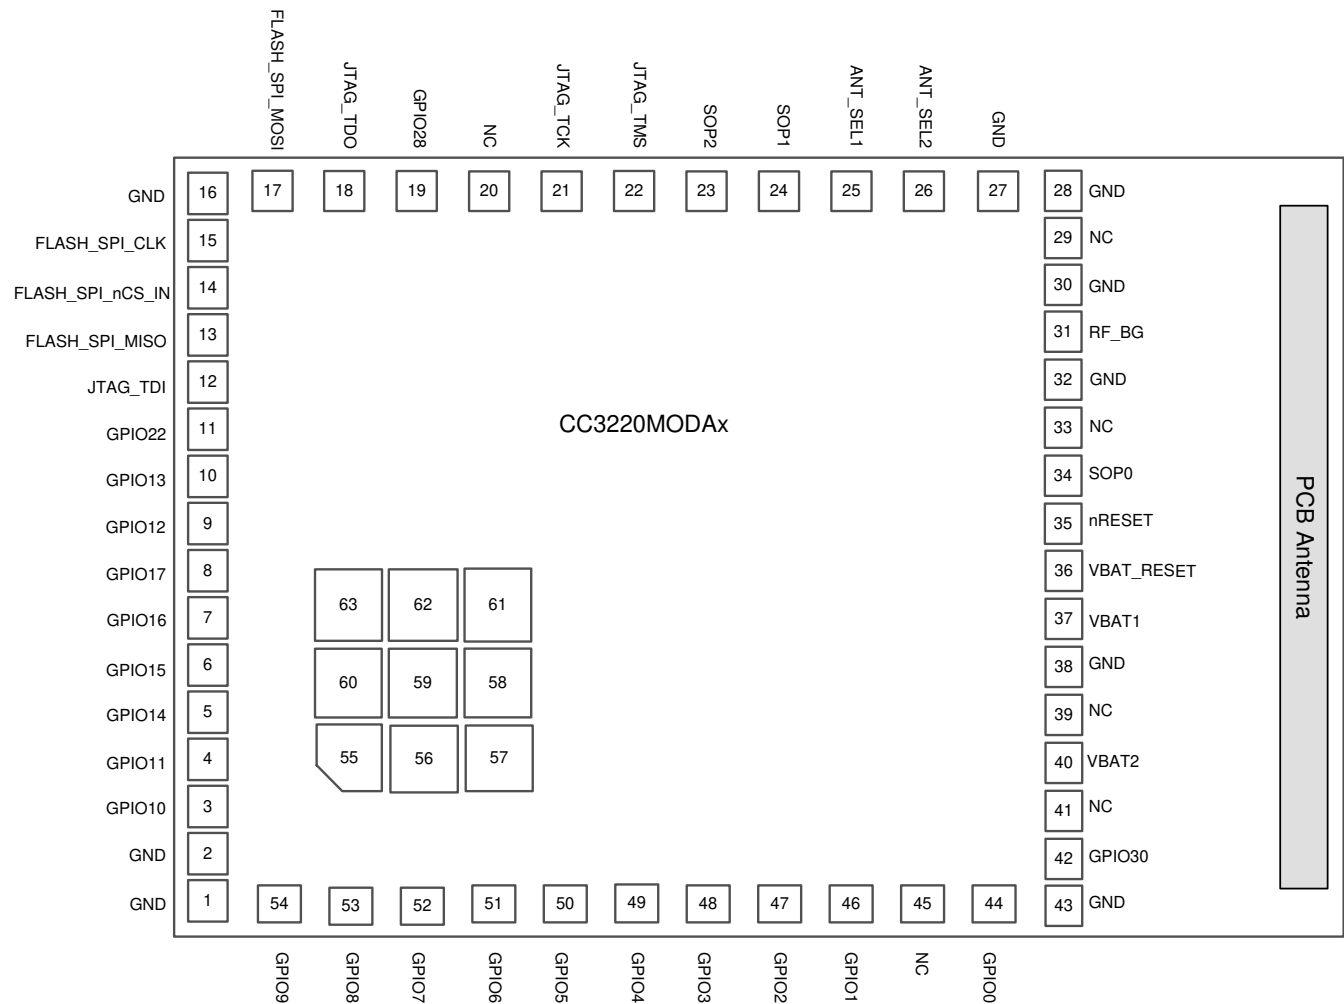 FLASH_SPI_MOSI
JTAG_TDO
GPIO28
NC
JTAG_TCK
JTAG_TMS
SOP2
SOP1
ANT_SEL1
ANT_SEL2
GND
GND 16 17 18 19 20 21 22 23 24 25 26 27 28 GND
FLASH_SPI_CLK 15 29 NC
FLASH_SPI_nCS_IN 14 30 GND
FLASH_SPI_MISO 13 31 RF_BG
JTAG_TDI 12 32 GND
CC3220MODAx
GPIO22 11 33 NC
GPIO13 10 34 SOP0
GPIO12 9 35 nRESET
PCB Antenna
GPIO17 8 36 VBAT_RESET
63 62 61
GPIO16 7 37 VBAT1
GPIO15 6 38 GND
60 59 58
GPIO14 5 39 NC
GPIO11 4 55 56 57 40 VBAT2
GPIO10 3 41 NC
GND 2 42 GPIO30
GND 1 54 53 52 51 50 49 48 47 46 45 44 43 GND
GPIO9
GPIO8
GPIO7
GPIO6
GPIO5
GPIO4
GPIO3
GPIO2
GPIO1
NC
GPIO0